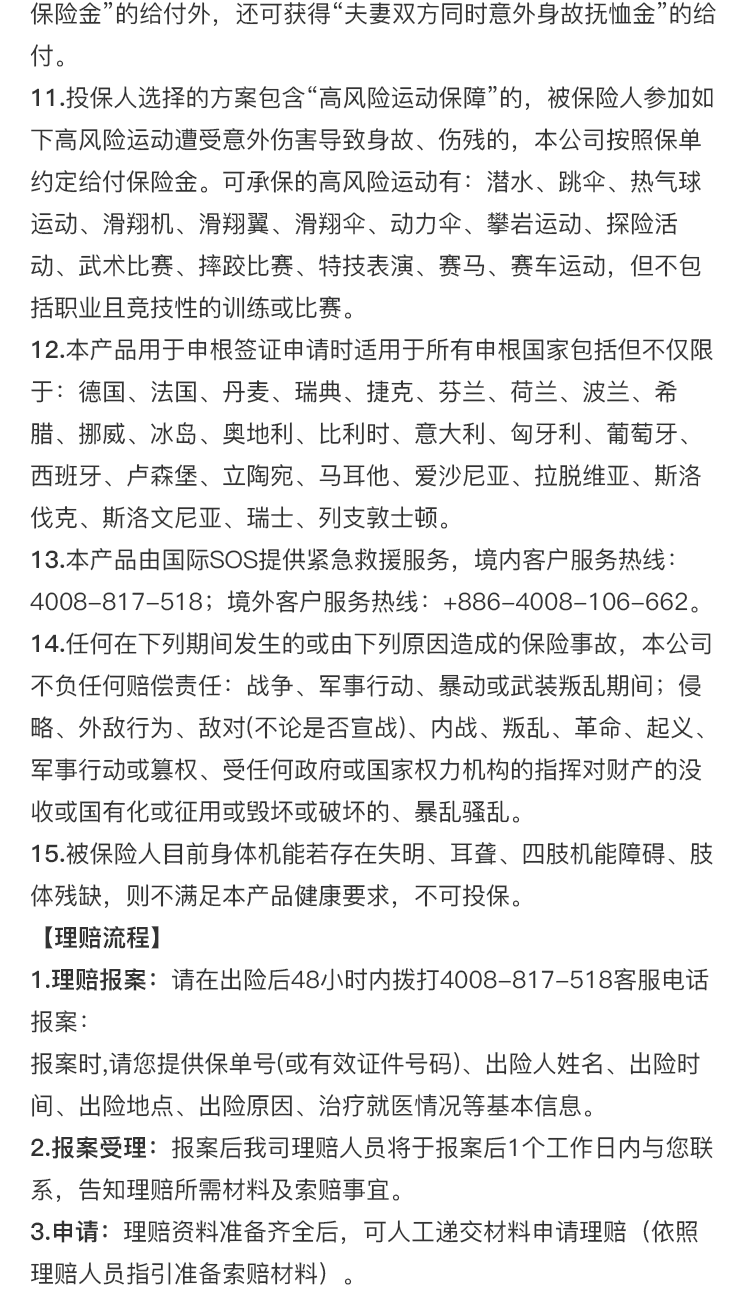 保险金”的给付外，还可获得“夫妻双方同时意外身故抚恤金”的给
付。
11.投保人选择的方案包含“高风险运动保障”的，被保险人参加如
下高风险运动遭受意外伤害导致身故、伤残的，本公司按照保单
约定给付保险金。可承保的高风险运动有：潜水、跳伞、热气球
运动、滑翔机、滑翔翼、滑翔伞、动力伞、攀岩运动、探险活
动、武术比赛、摔跤比赛、特技表演、赛马、赛车运动，但不包
括职业且竞技性的训练或比赛。
12.本产品用于申根签证申请时适用于所有申根国家包括但不仅限
于：德国、法国、丹麦、瑞典、捷克、芬兰、荷兰、波兰、希
腊、挪威、冰岛、奥地利、比利时、意大利、匈牙利、葡萄牙、
西班牙、卢森堡、立陶宛、马耳他、爱沙尼亚、拉脱维亚、斯洛
伐克、斯洛文尼亚、瑞士、列支敦士顿。
13.本产品由国际SOS提供紧急救援服务，境内客户服务热线：
4008-817-518；境外客户服务热线：+886-4008-106-662。
14.任何在下列期间发生的或由下列原因造成的保险事故，本公司
不负任何赔偿责任：战争、军事行动、暴动或武装叛乱期间；侵
略、外敌行为、敌对(不论是否宣战)、内战、叛乱、革命、起义、
军事行动或篡权、受任何政府或国家权力机构的指挥对财产的没
收或国有化或征用或毁坏或破坏的、暴乱骚乱。
15.被保险人目前身体机能若存在失明、耳聋、四肢机能障碍、肢
体残缺，则不满足本产品健康要求，不可投保。
【理赔流程】
1.理赔报案：请在出险后48小时内拨打4008-817-518客服电话
报案：
报案时,请您提供保单号(或有效证件号码)、出险人姓名、出险时
间、出险地点、出险原因、治疗就医情况等基本信息。
2.报案受理：报案后我司理赔人员将于报案后1个工作日内与您联
系，告知理赔所需材料及索赔事宜。
3.申请：理赔资料准备齐全后，可人工递交材料申请理赔（依照
理赔人员指引准备索赔材料）。